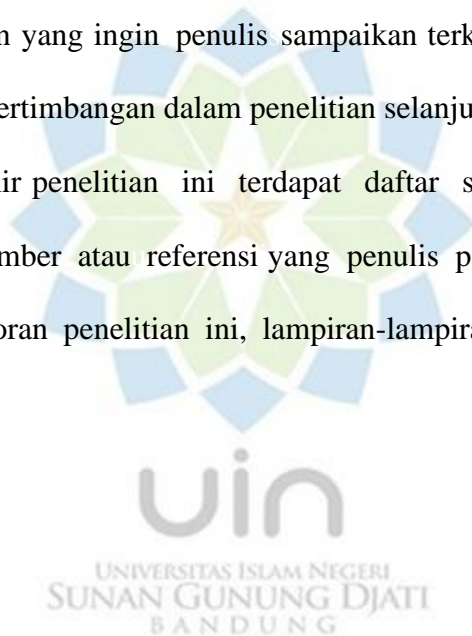 n yang ingin penulis sampaikan terk
ertimbangan dalam penelitian selanju
ir penelitian ini terdapat daftar s
mber atau referensi yang penulis p
oran penelitian ini, lampiran-lampira
uin
UNIVERSITAS ISLAM NEGERI
SUNAN GUNUNG DJATI
BANDUNG